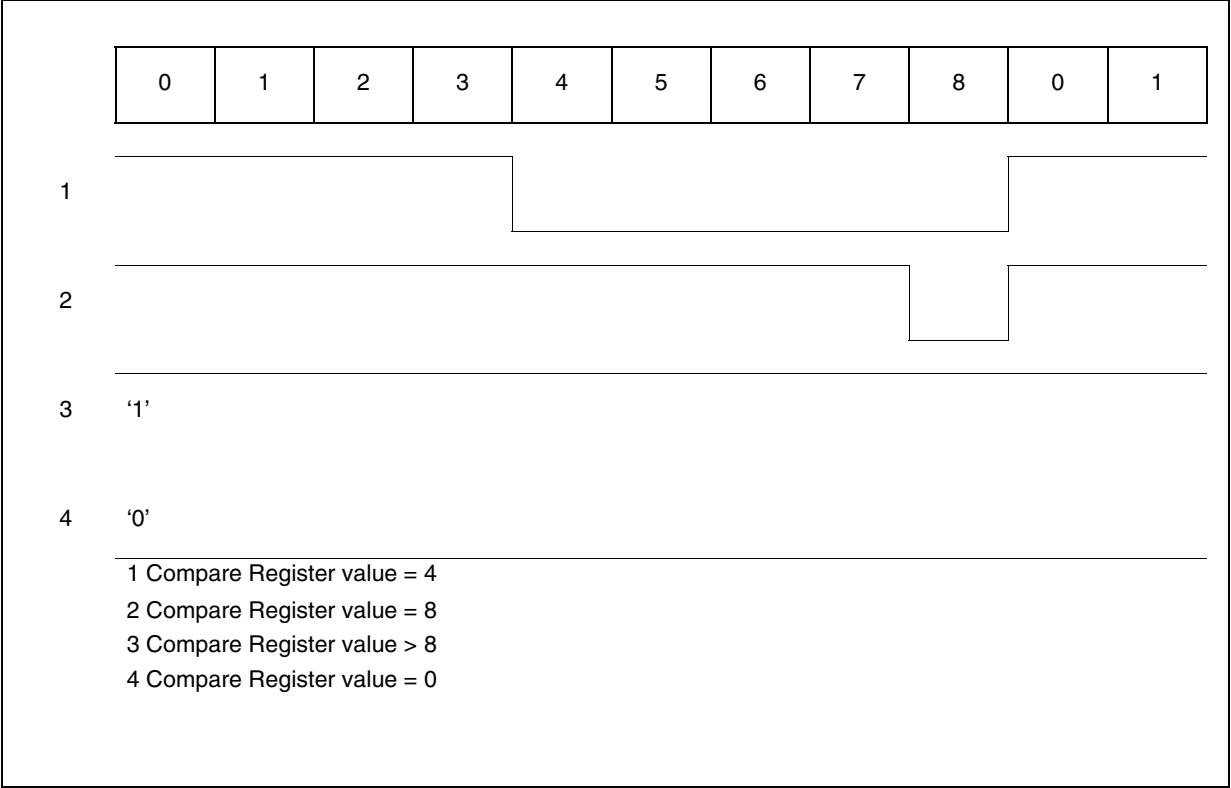 0 1 2 3 4 5 6 7 8 0 1
1
2
3 ‘1’
4 ‘0’
1 Compare Register value = 4
2 Compare Register value = 8
3 Compare Register value > 8
4 Compare Register value = 0